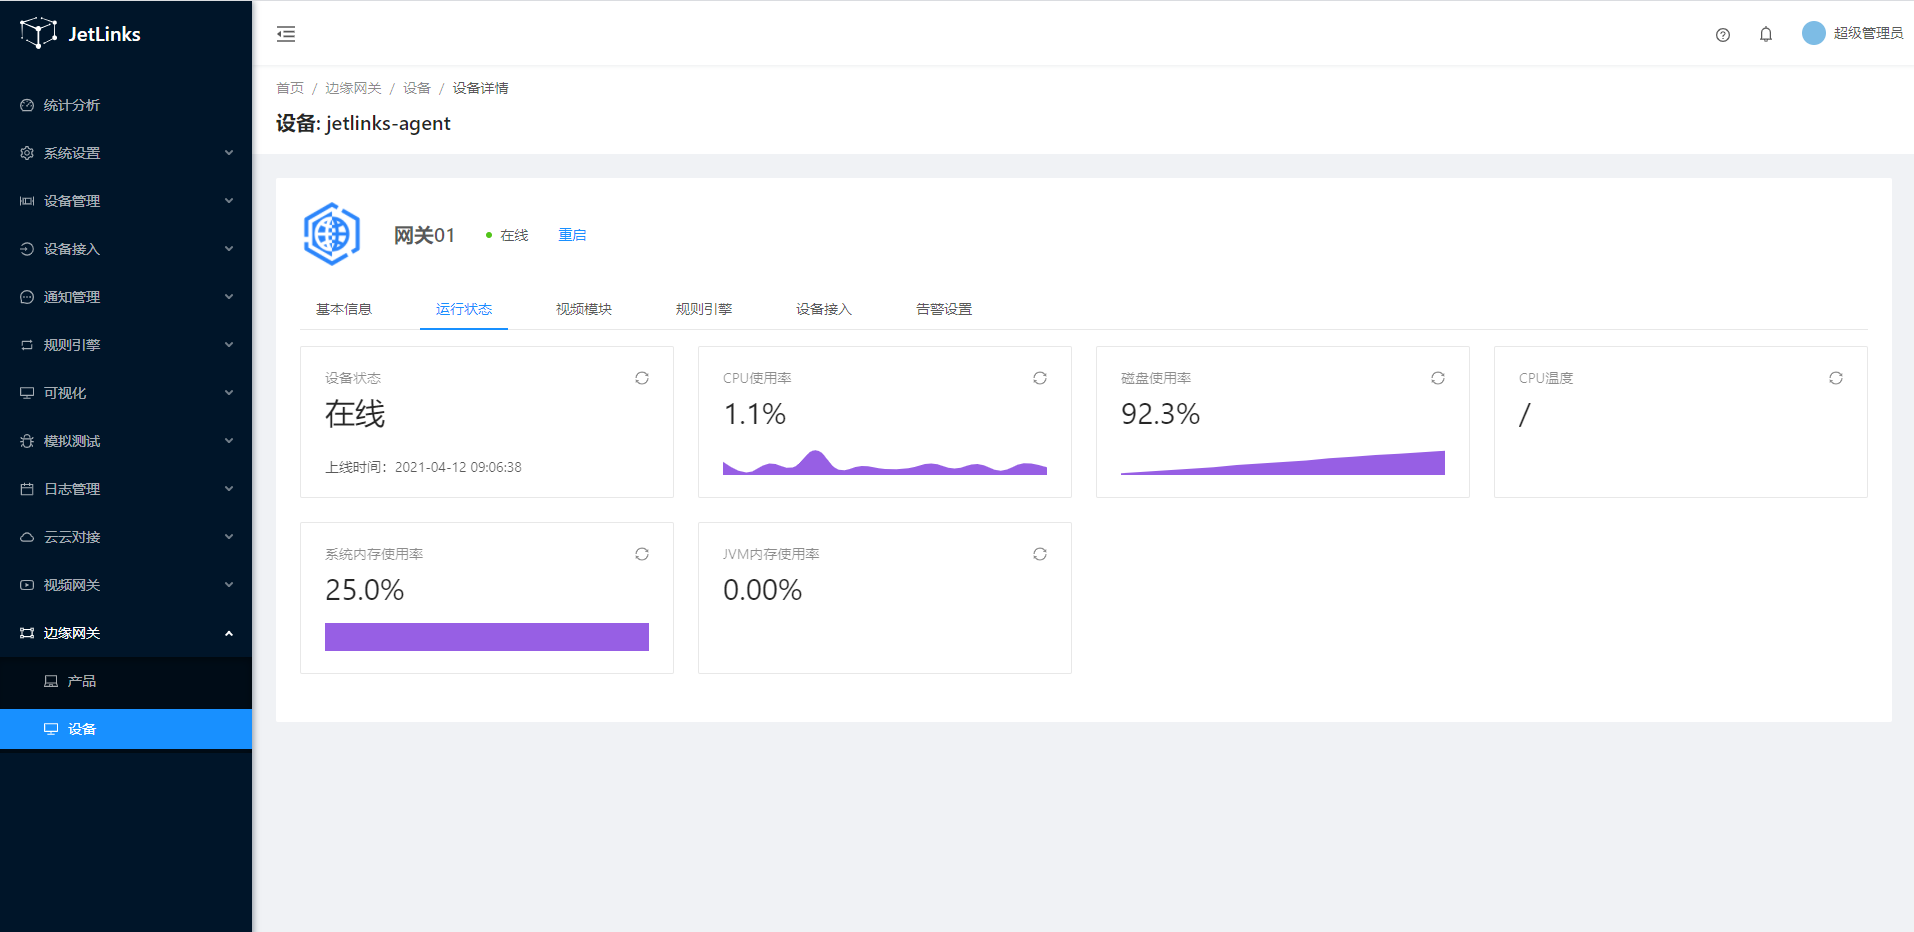 JetLinks
超级管理员
统计分析
系统设置
设备管理
设备接入
通知管理
规则引擎
可视化
模拟测试
日志管理
云云对接
视频网关
边缘网关
产品
设备
首页 / 边缘网关 / 设备 / 设备详情
设备: jetlinks-agent
网关01 在线 重启
基本信息 运行状态 视频模块 规则引擎 设备接入 告警设置
设备状态
在线
上线时间：2021-04-12 09:06:38
CPU使用率
1.1%
磁盘使用率
92.3%
CPU温度
/
系统内存使用率
25.0%
JVM内存使用率
0.00%